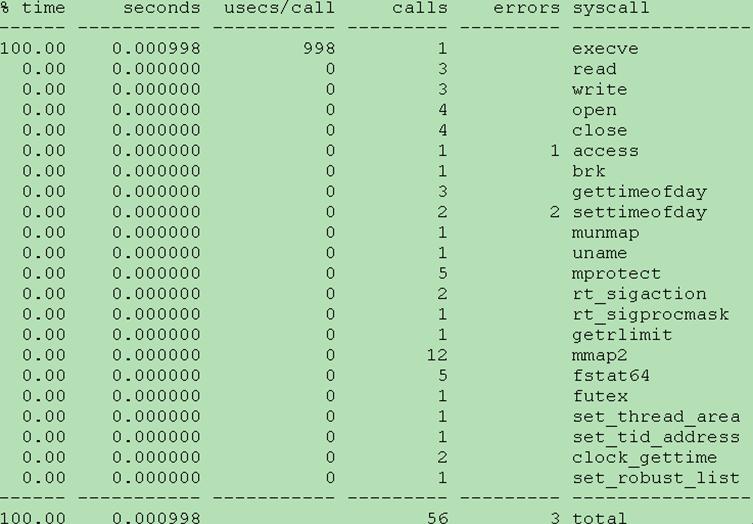 % time     seconds  usecs/call     calls    errors syscall
------ ----------- ----------- --------- --------- ----------------
100.00    0.000998         998         1           execve
  0.00    0.000000           0         3           read
  0.00    0.000000           0         3           write
  0.00    0.000000           0         4           open
  0.00    0.000000           0         4           close
  0.00    0.000000           0         1         1 access
  0.00    0.000000           0         1           brk
  0.00    0.000000           0         3           gettimeofday
  0.00    0.000000           0         2         2 settimeofday
  0.00    0.000000           0         1           munmap
  0.00    0.000000           0         1           uname
  0.00    0.000000           0         5           mprotect
  0.00    0.000000           0         2           rt_sigaction
  0.00    0.000000           0         1           rt_sigprocmask
  0.00    0.000000           0         1           getrlimit
  0.00    0.000000           0        12           mmap2
  0.00    0.000000           0         5           fstat64
  0.00    0.000000           0         1           futex
  0.00    0.000000           0         1           set_thread_area
  0.00    0.000000           0         1           set_tid_address
  0.00    0.000000           0         2           clock_gettime
  0.00    0.000000           0         1           set_robust_list
------ ----------- ----------- --------- --------- ----------------
100.00    0.000998                    56         3 total